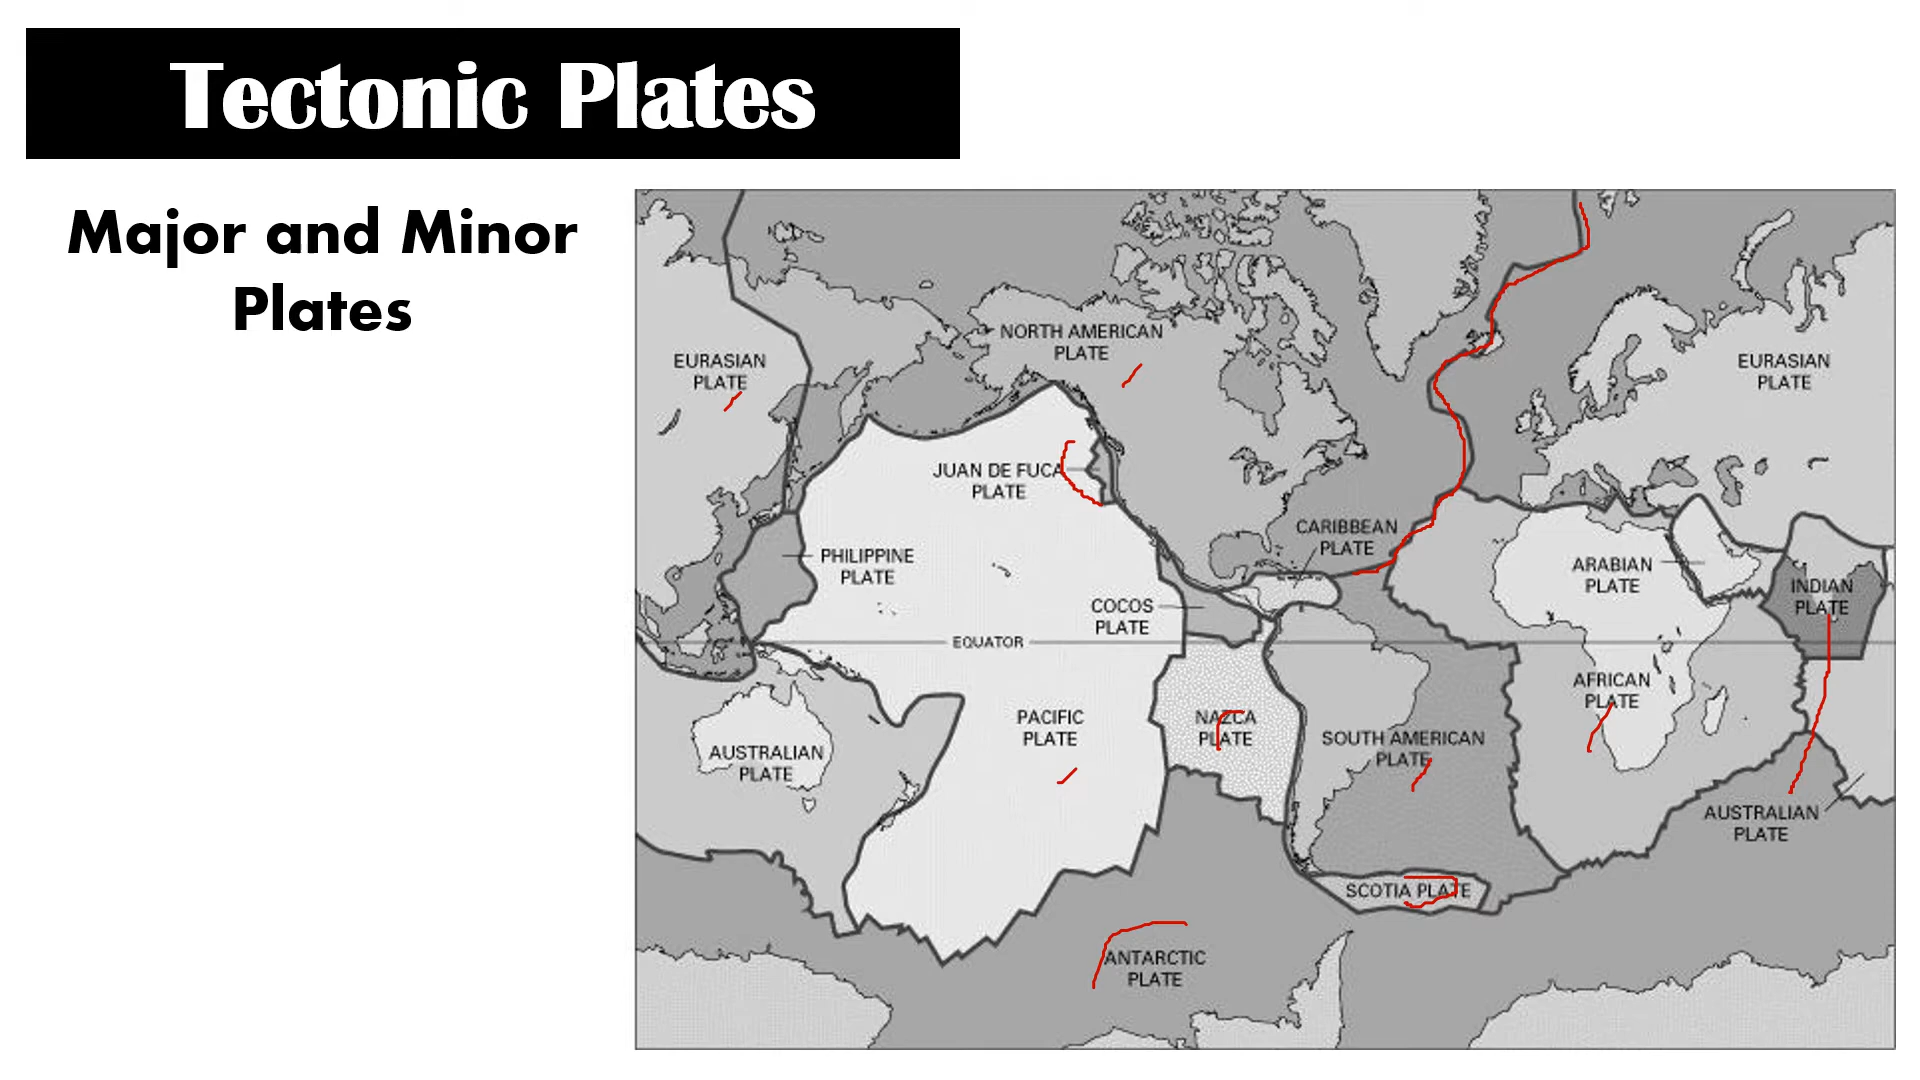 Tectonic Plates
Major and Minor
Plates
NORTH AMERICAN
PLATE
EURASIAN
PLATE
EURASIAN
PLATE
JUAN DE FUCA
PLATE
CARIBBEAN
PLATE
PHILIPPINE
PLATE
ARABIAN
PLATE
INDIAN
PLATE
COCOS
PLATE
EQUATOR
AFRICAN
PLATE
PACIFIC
PLATE
NAZCA
PLATE
SOUTH AMERICAN
PLATE
AUSTRALIAN
PLATE
AUSTRALIAN
PLATE
SCOTIA PLATE
ANTARCTIC
PLATE